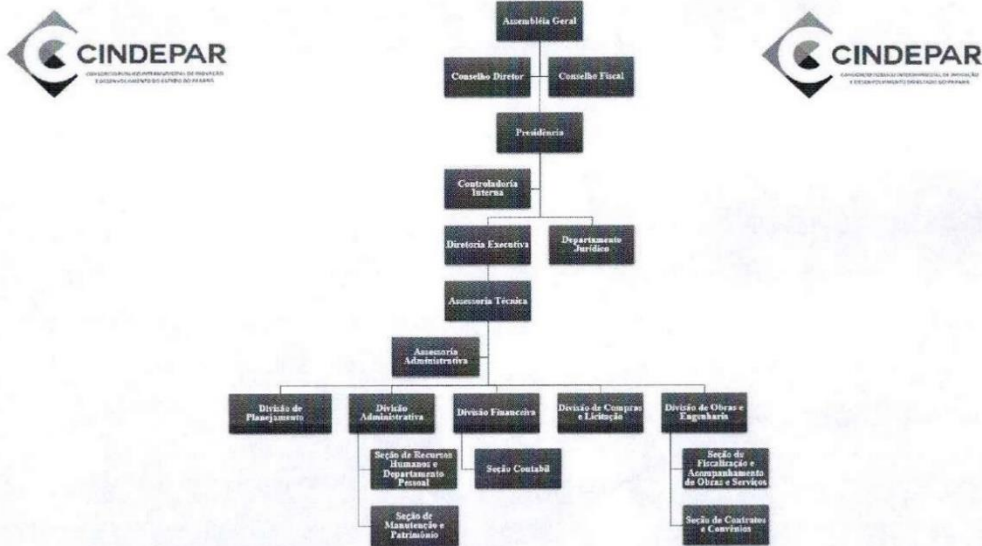 Assembléia Geral
CINDEPAR
CINDEPAR
Conselho Diretor
Conselho Fiscal
Presidência
Controladoria
Interna
Diretoria Executiva
Departamento
Jurídico
Assessoria Técnica
Assessoria
Administrativa
Divisão de
Planejamento
Divisão
Administrativa
Divisão Financeira
Divisão de Compras
e Licitação
Divisão de Obras e
Engenharia
Seção de Recursos
Humanos e
Departamento
Pessoal
Seção Contabil
Seção de
Fiscalização e
Acompanhamento
de Obras e Serviços
Seção de
Manutenção e
Patrimônio
Seção de Contratos
e Convênios